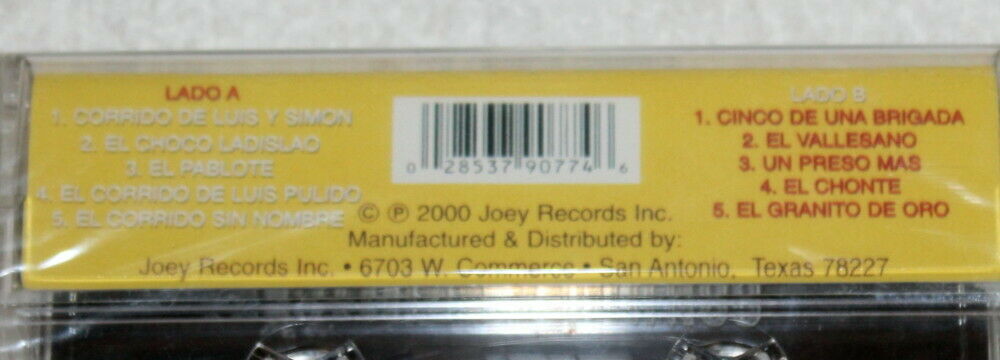 LADO A
1. CORRIDO DE LUIS Y SIMON
2. EL CHOCO LADISLAO
3. EL PABLOTE
4. EL CORRIDO DE LUIS PULIDO
5. EL CORRIDO SIN NOMBRE
0 28537 90774 6
LADO B
1. CINCO DE UNA BRIGADA
2. EL VALLESANO
3. UN PRESO MAS
4. EL CHONTE
5. EL GRANITO DE ORO
© ℗ 2000 Joey Records Inc.
Manufactured & Distributed by:
Joey Records Inc. • 6703 W. Commerce • San Antonio, Texas 78227